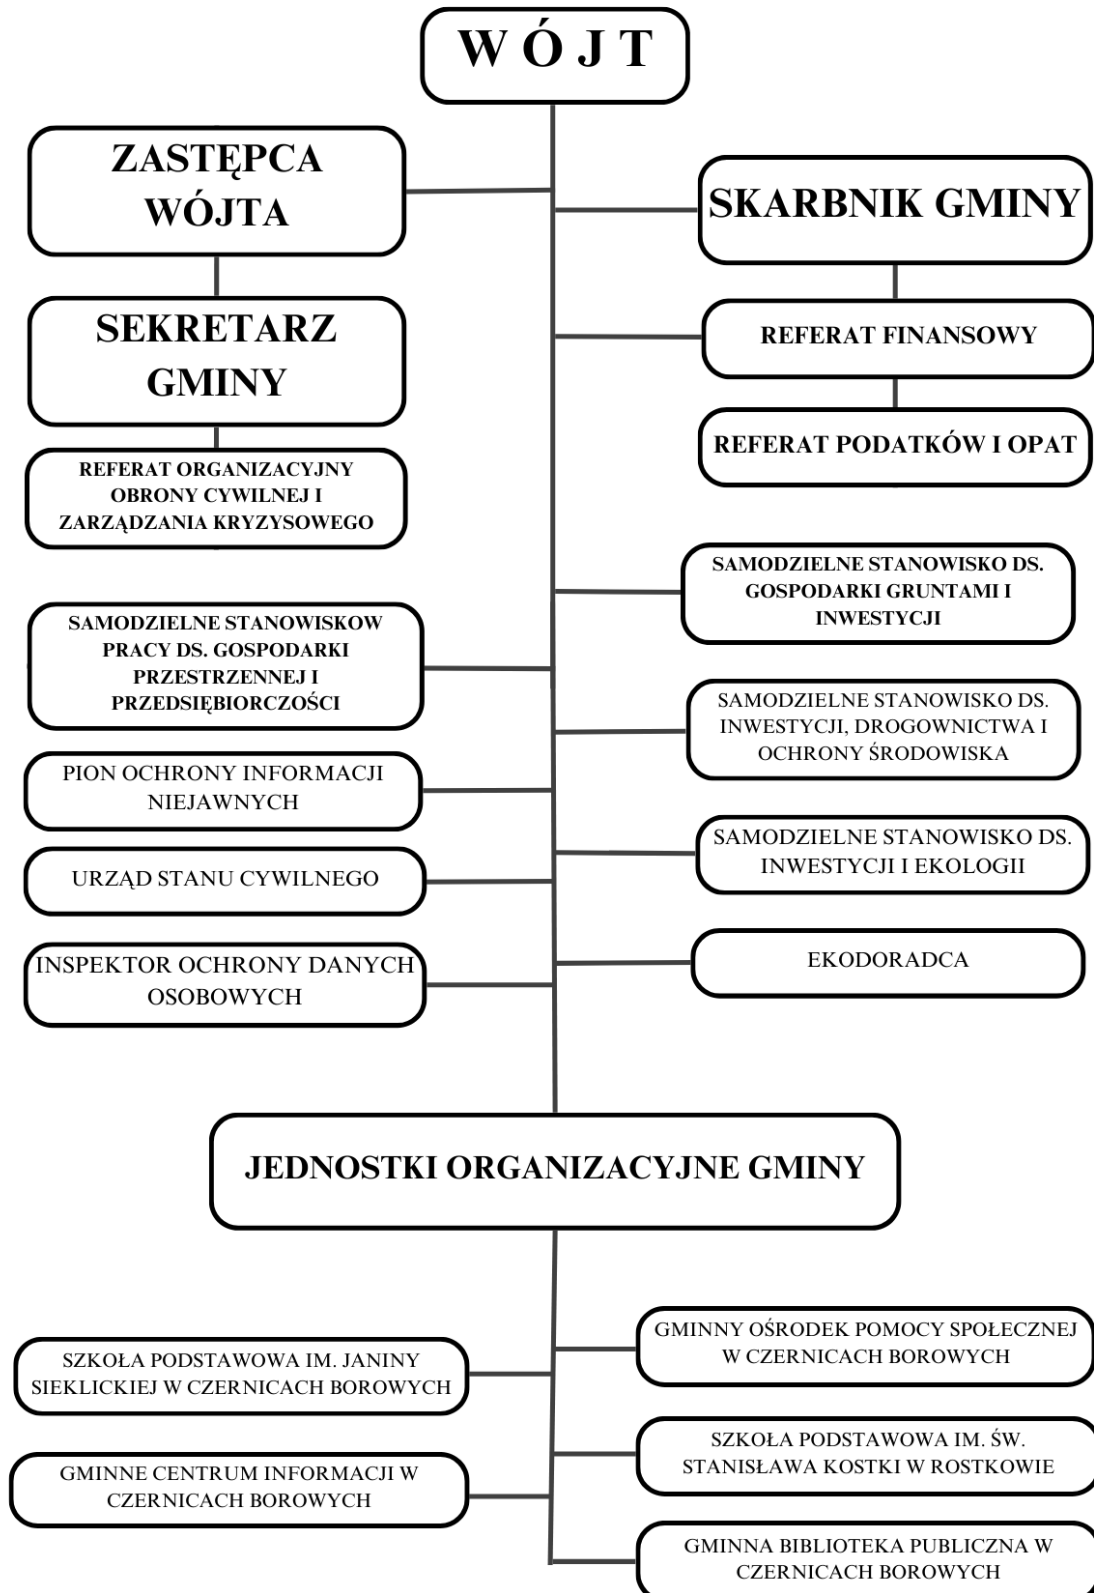 W Ó J T
ZASTĘPCA
WÓJTA
SKARBNIK GMINY
SEKRETARZ
GMINY
REFERAT FINANSOWY
REFERAT PODATKÓW I OPAT
REFERAT ORGANIZACYJNY
OBRONY CYWILNEJ I
ZARZĄDZANIA KRYZYSOWEGO
SAMODZIELNE STANOWISKO DS.
GOSPODARKI GRUNTAMI I
INWESTYCJI
SAMODZIELNE STANOWISKOW
PRACY DS. GOSPODARKI
PRZESTRZENNEJ I
PRZEDSIĘBIORCZOŚCI
SAMODZIELNE STANOWISKO DS.
INWESTYCJI, DROGOWNICTWA I
OCHRONY ŚRODOWISKA
PION OCHRONY INFORMACJI
NIEJAWNYCH
SAMODZIELNE STANOWISKO DS.
INWESTYCJI I EKOLOGII
URZĄD STANU CYWILNEGO
EKODORADCA
INSPEKTOR OCHRONY DANYCH
OSOBOWYCH
JEDNOSTKI ORGANIZACYJNE GMINY
GMINNY OŚRODEK POMOCY SPOŁECZNEJ
W CZERNICACH BOROWYCH
SZKOŁA PODSTAWOWA IM. JANINY
SIEKLICKIEJ W CZERNICACH BOROWYCH
SZKOŁA PODSTAWOWA IM. ŚW.
STANISŁAWA KOSTKI W ROSTKOWIE
GMINNE CENTRUM INFORMACJI W
CZERNICACH BOROWYCH
GMINNA BIBLIOTEKA PUBLICZNA W
CZERNICACH BOROWYCH